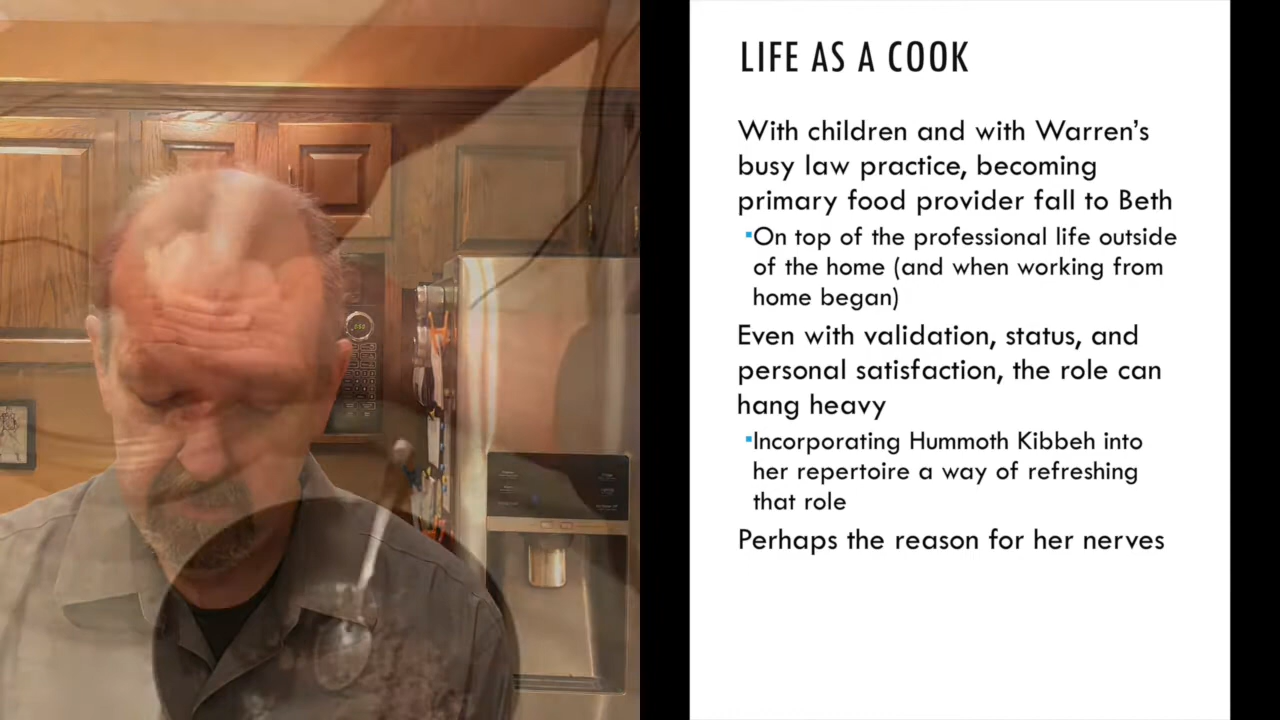 LIFE AS A COOK
With children and with Warren's
busy law practice, becoming
primary food provider fall to Beth
▪On top of the professional life outside
of the home (and when working from
home began)
Even with validation, status, and
personal satisfaction, the role can
hang heavy
▪Incorporating Hummoth Kibbeh into
her repertoire a way of refreshing
that role
Perhaps the reason for her nerves